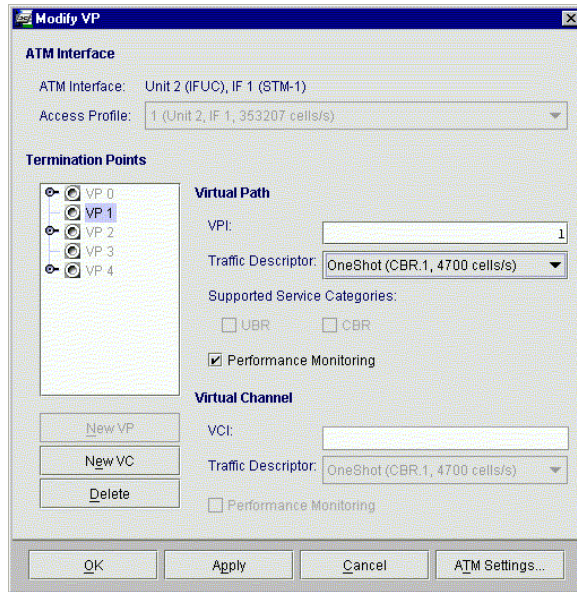 Modify VP
ATM Interface
ATM Interface: Unit 2 (IFUC), IF 1 (STM-1)
Access Profile: 1 (Unit 2, IF 1, 353207 cells/s)
Termination Points
VP 0
VP 1
VP 2
VP 3
VP 4
Virtual Path
VPI: 1
Traffic Descriptor: OneShot (CBR.1, 4700 cells/s)
Supported Service Categories:
UBR CBR
Performance Monitoring
Virtual Channel
New VP
VCI:
New VC
Traffic Descriptor: OneShot (CBR.1, 4700 cells/s)
Delete
Performance Monitoring
OK Apply Cancel ATM Settings...